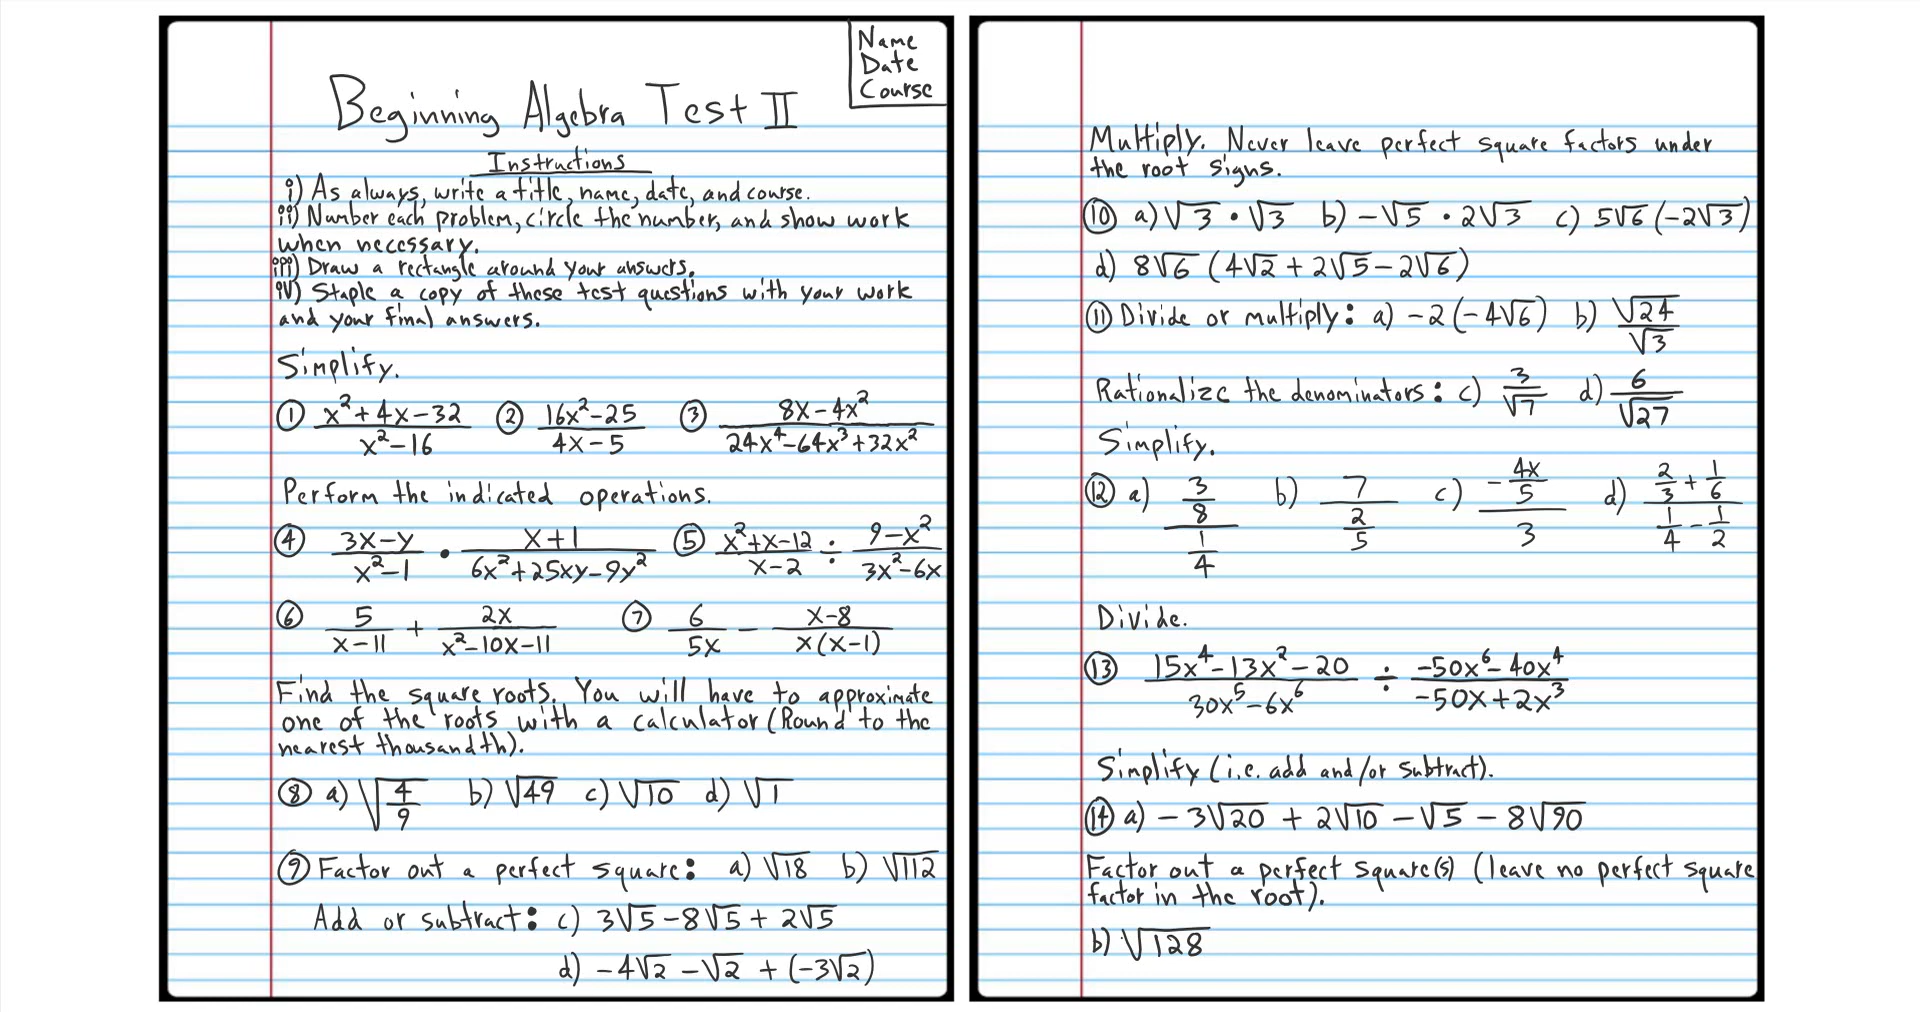 Name
Date
Course
Beginning Algebra Test II
Instructions
i) As always, write a title, name, date, and course.
ii) Number each problem, circle the number, and show work
when necessary.
iii) Draw a rectangle around your answers.
iv) Staple a copy of these test questions with your work
and your final answers.
Simplify.
① (x²+4x-32)/(x²-16) ② (16x²-25)/(4x-5) ③ (8x-4x²)/(24x⁴-64x³+32x²)
Perform the indicated operations.
④ (3x-y)/(x²-1) • (x+1)/(6x²+25xy-9y²) ⑤ (x²+x-12)/(x-2) ÷ (9-x²)/(3x²-6x)
⑥ 5/(x-11) + 2x/(x²-10x-11) ⑦ 6/(5x) - (x-8)/(x(x-1))
Find the square roots. You will have to approximate
one of the roots with a calculator (Round to the
nearest thousandth).
⑧ a) √(4/9) b) √49 c) √10 d) √1
⑨ Factor out a perfect square: a) √18 b) √112
Add or subtract: c) 3√5-8√5+2√5
d) -4√2-√2+(-3√2)
Multiply. Never leave perfect square factors under
the root signs.
⑩ a) √3 • √3 b) -√5 • 2√3 c) 5√6(-2√3)
d) 8√6(4√2+2√5-2√6)
⑪ Divide or multiply: a) -2(-4√6) b) √24/√3
Rationalize the denominators: c) 3/√7 d) 6/√27
Simplify.
⑫ a) (3/8)/(1/4) b) 7/(2/5) c) (-4x/5)/3 d) (2/3+1/6)/(1/4-1/2)
Divide.
⑬ (15x⁴-13x²-20)/(30x⁵-6x⁶) ÷ (-50x⁶-40x⁴)/(-50x+2x³)
Simplify (i.e. add and/or subtract).
⑭ a) -3√20+2√10-√5-8√90
Factor out a perfect square(s) (leave no perfect square
factor in the root).
b) √128